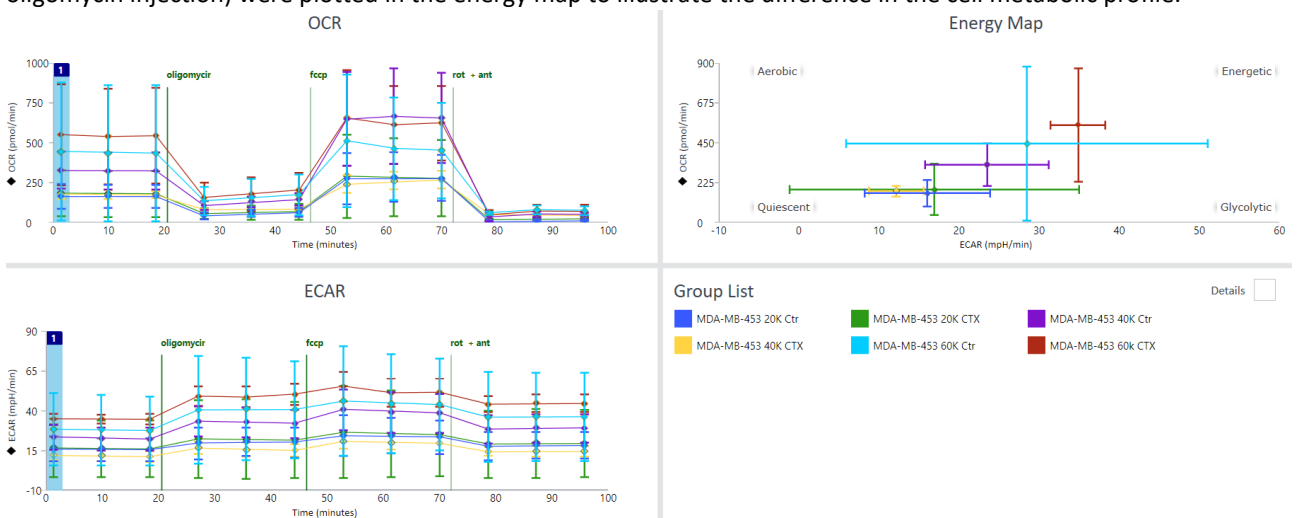 oligomycin injection) were plotted in the energy map to illustrate the difference in the cell metabolic profile.
OCR
1000
750
500
250
0
OCR (pmol/min)
1
oligomycir
fccp
rot + ant
0 10 20 30 40 50 60 70 80 90 100
Time (minutes)
Energy Map
900
675
450
225
0
OCR (pmol/min)
Aerobic
Energetic
Quiescent
Glycolytic
-10 0 10 20 30 40 50 60
ECAR (mpH/min)
ECAR
90
65
40
15
-10
ECAR (mpH/min)
1
oligomycir
fccp
rot + ant
0 10 20 30 40 50 60 70 80 90 100
Time (minutes)
Group List
Details
MDA-MB-453 20K Ctr
MDA-MB-453 20K CTX
MDA-MB-453 40K Ctr
MDA-MB-453 40K CTX
MDA-MB-453 60K Ctr
MDA-MB-453 60k CTX